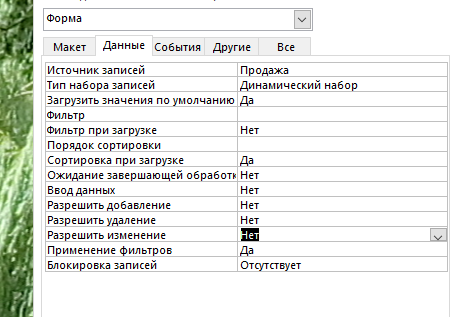 Форма
Макет Данные События Другие Все
Источник записей Продажа
Тип набора записей Динамический набор
Загрузить значения по умолчанию Да
Фильтр
Фильтр при загрузке Нет
Порядок сортировки
Сортировка при загрузке Да
Ожидание завершающей обработк Нет
Ввод данных Нет
Разрешить добавление Нет
Разрешить удаление Нет
Разрешить изменение Нет
Применение фильтров Да
Блокировка записей Отсутствует